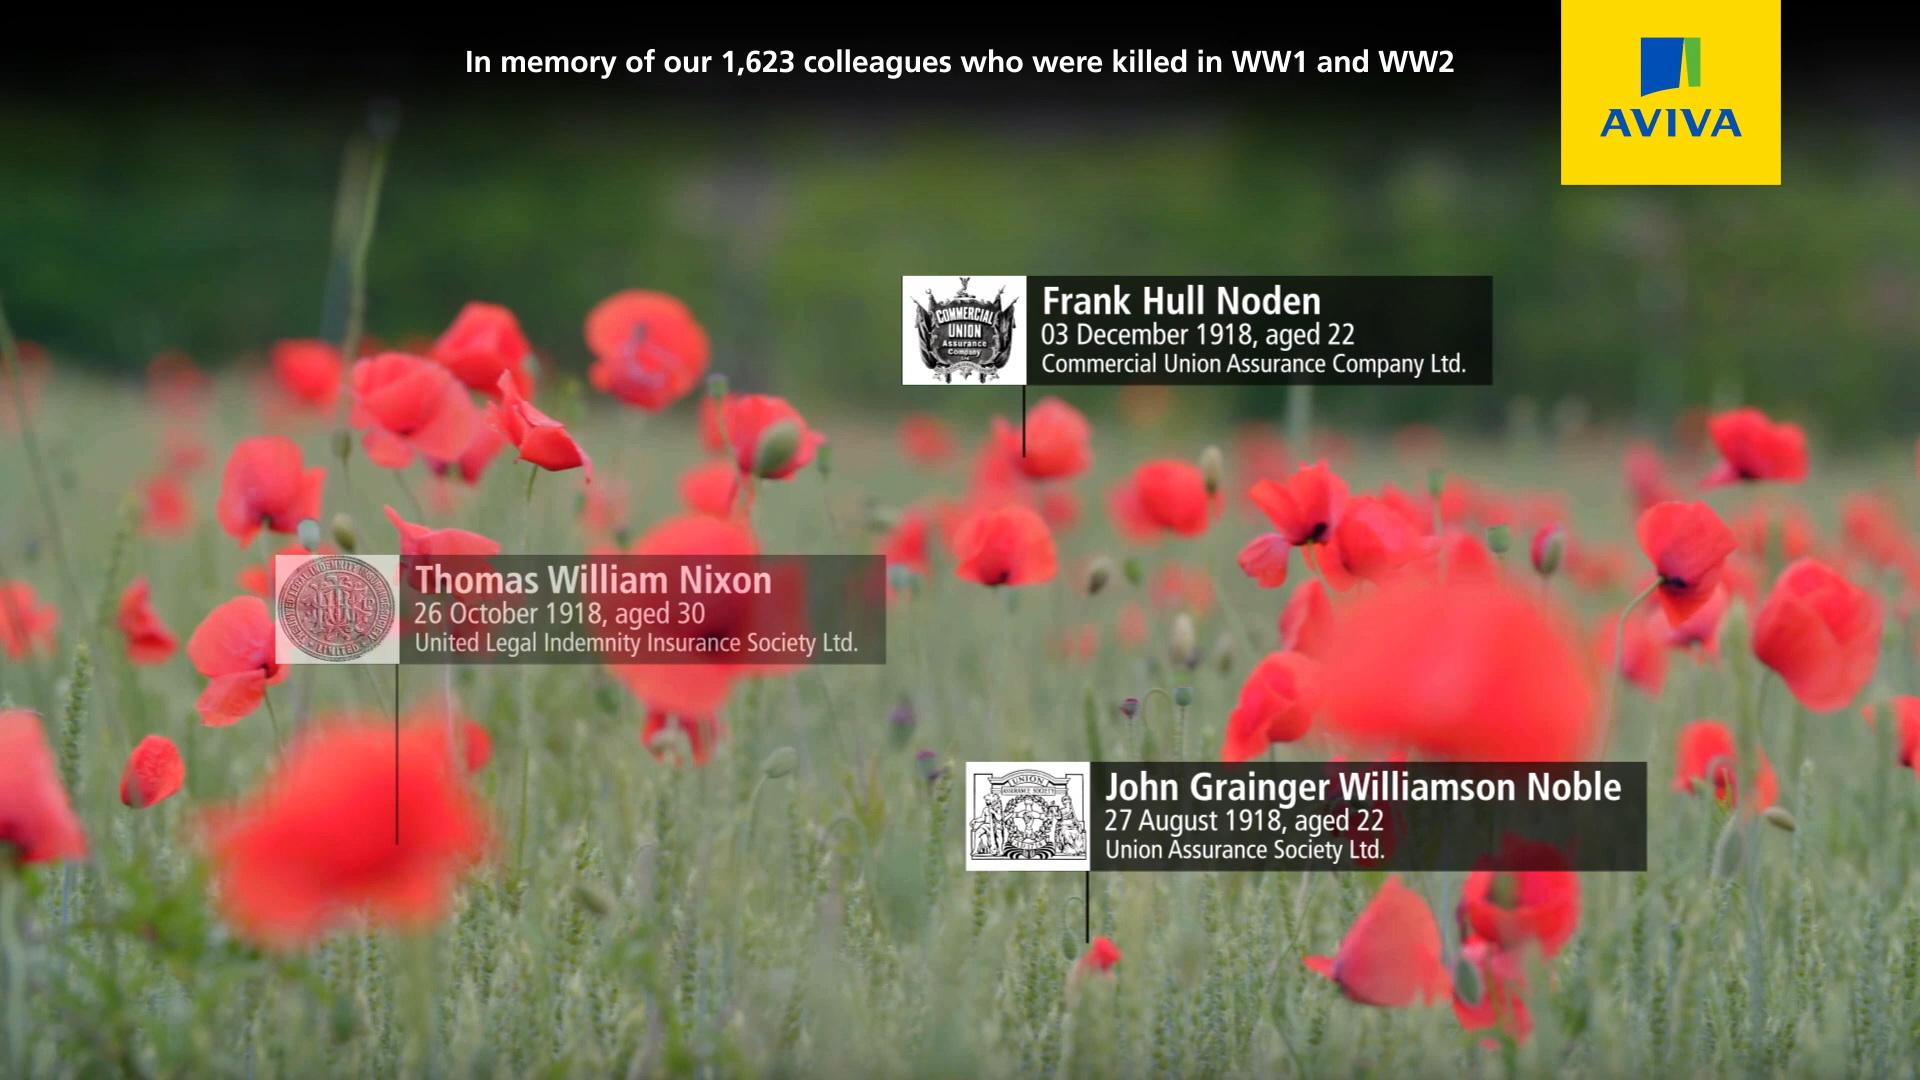 In memory of our 1,623 colleagues who were killed in WW1 and WW2
AVIVA
COMMERCIAL
UNION
Assurance
Company
Frank Hull Noden
03 December 1918, aged 22
Commercial Union Assurance Company Ltd.
Thomas William Nixon
26 October 1918, aged 30
United Legal Indemnity Insurance Society Ltd.
LIMITED
UNION
ASSURANCE SOCIETY
John Grainger Williamson Noble
27 August 1918, aged 22
Union Assurance Society Ltd.